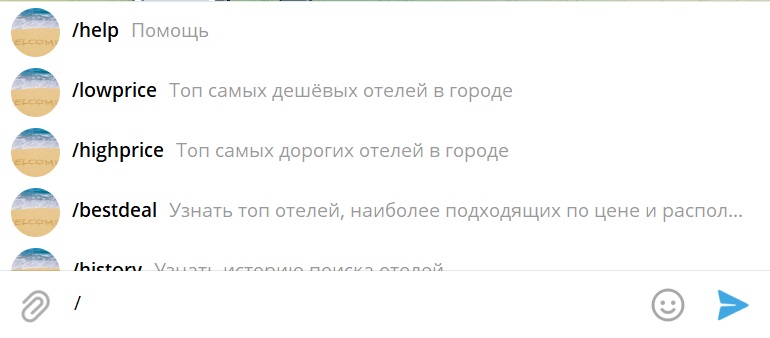 /help Помощь
/lowprice Топ самых дешёвых отелей в городе
/highprice Топ самых дорогих отелей в городе
/bestdeal Узнать топ отелей, наиболее подходящих по цене и распол...
/history Узнать историю поиска отелей
/